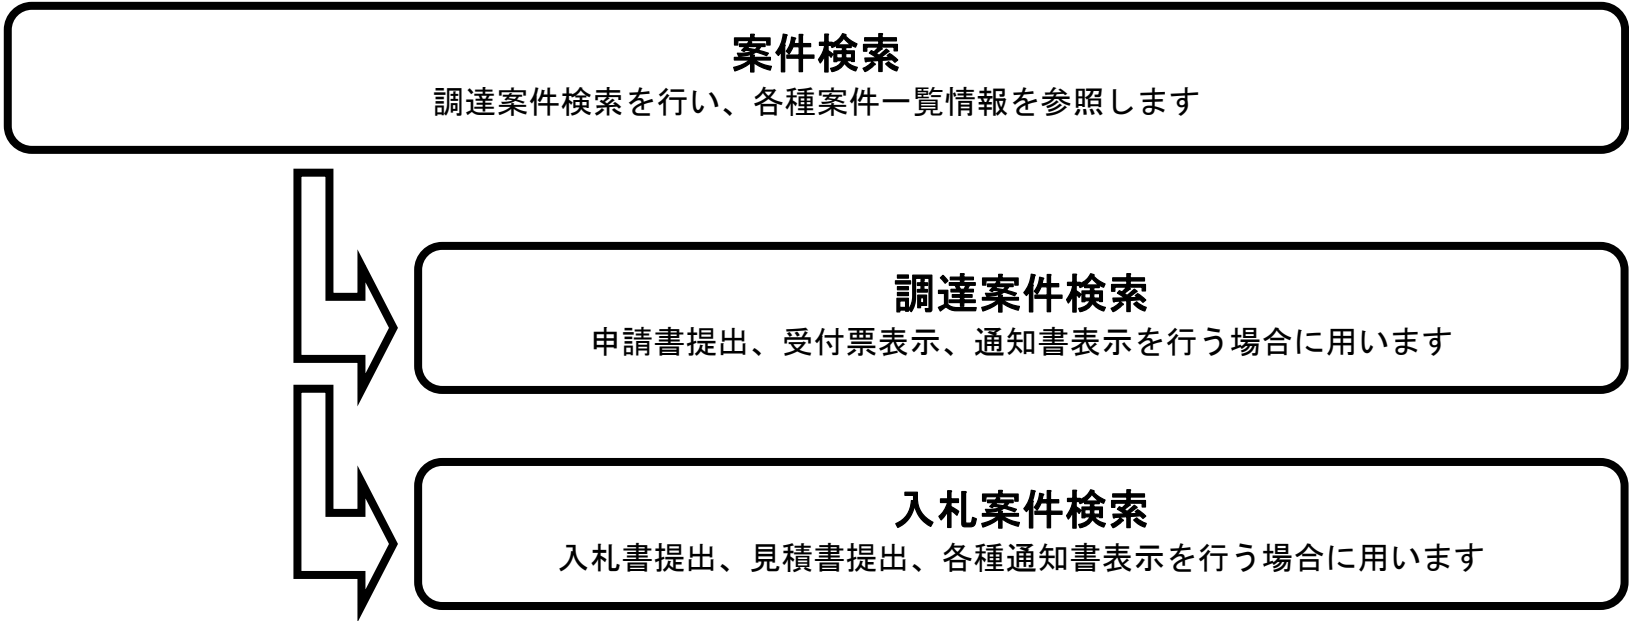 案件検索
調達案件検索を行い、各種案件一覧情報を参照します
調達案件検索
申請書提出、受付票表示、通知書表示を行う場合に用います
入札案件検索
入札書提出、見積書提出、各種通知書表示を行う場合に用います